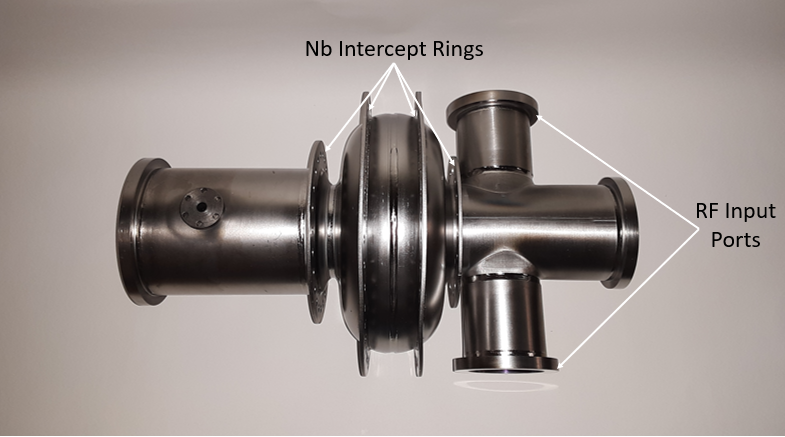 Nb Intercept Rings
RF Input
Ports